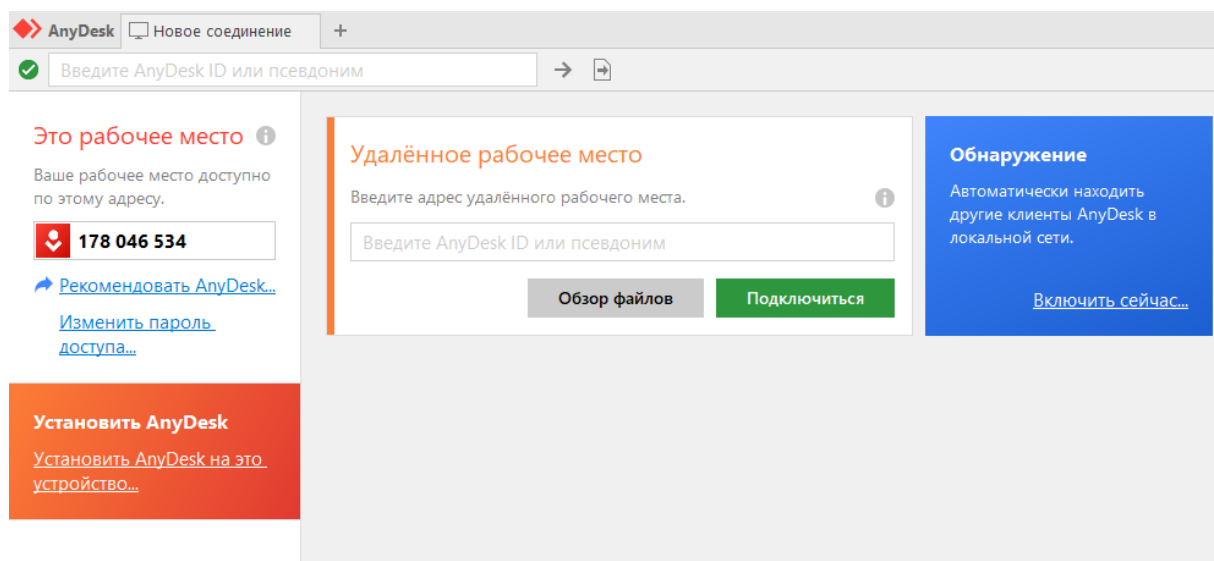 AnyDesk
Новое соединение
+
Введите AnyDesk ID или псевдоним
Это рабочее место
Ваше рабочее место доступно
по этому адресу.
178 046 534
Рекомендовать AnyDesk...
Изменить пароль
доступа...
Установить AnyDesk
Установить AnyDesk на это
устройство...
Удалённое рабочее место
Введите адрес удалённого рабочего места.
Введите AnyDesk ID или псевдоним
Обзор файлов
Подключиться
Обнаружение
Автоматически находить
другие клиенты AnyDesk в
локальной сети.
Включить сейчас...